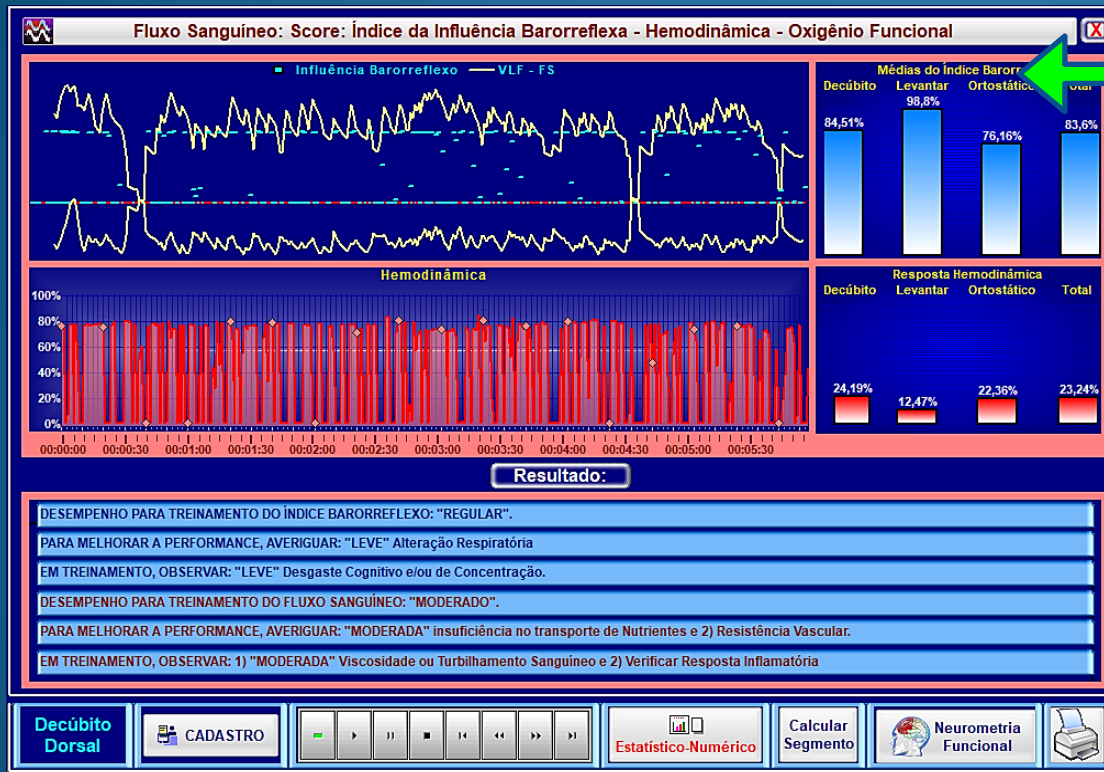 Fluxo Sanguíneo: Score: Índice da Influência Barorreflexa - Hemodinâmica - Oxigênio Funcional
X
Influência Barorreflexo VLF - FS
Médias do Índice Baror
Decúbito Levantar Ortostático Total
84,51% 98,8% 76,16% 83,6%
Hemodinâmica
100%
80%
60%
40%
20%
0%
00:00:00 00:00:30 00:01:00 00:01:30 00:02:00 00:02:30 00:03:00 00:03:30 00:04:00 00:04:30 00:05:00 00:05:30
Resposta Hemodinâmica
Decúbito Levantar Ortostático Total
24,19% 12,47% 22,36% 23,24%
Resultado:
DESEMPENHO PARA TREINAMENTO DO ÍNDICE BARORREFLEXO: "REGULAR".
PARA MELHORAR A PERFORMANCE, AVERIGUAR: "LEVE" Alteração Respiratória
EM TREINAMENTO, OBSERVAR: "LEVE" Desgaste Cognitivo e/ou de Concentração.
DESEMPENHO PARA TREINAMENTO DO FLUXO SANGUÍNEO: "MODERADO".
PARA MELHORAR A PERFORMANCE, AVERIGUAR: "MODERADA" insuficiência no transporte de Nutrientes e 2) Resistência Vascular.
EM TREINAMENTO, OBSERVAR: 1) "MODERADA" Viscosidade ou Turbilhamento Sanguíneo e 2) Verificar Resposta Inflamatória
Decúbito
Dorsal
CADASTRO
Estatístico-Numérico
Calcular
Segmento
Neurometria
Funcional